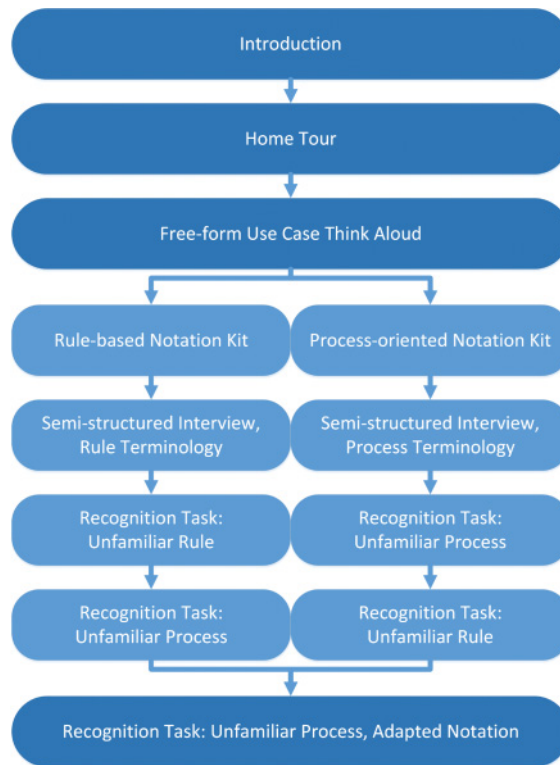 Introduction
Home Tour
Free-form Use Case Think Aloud
Rule-based Notation Kit
Process-oriented Notation Kit
Semi-structured Interview,
Rule Terminology
Semi-structured Interview,
Process Terminology
Recognition Task:
Unfamiliar Rule
Recognition Task:
Unfamiliar Process
Recognition Task:
Unfamiliar Process
Recognition Task:
Unfamiliar Rule
Recognition Task: Unfamiliar Process, Adapted Notation